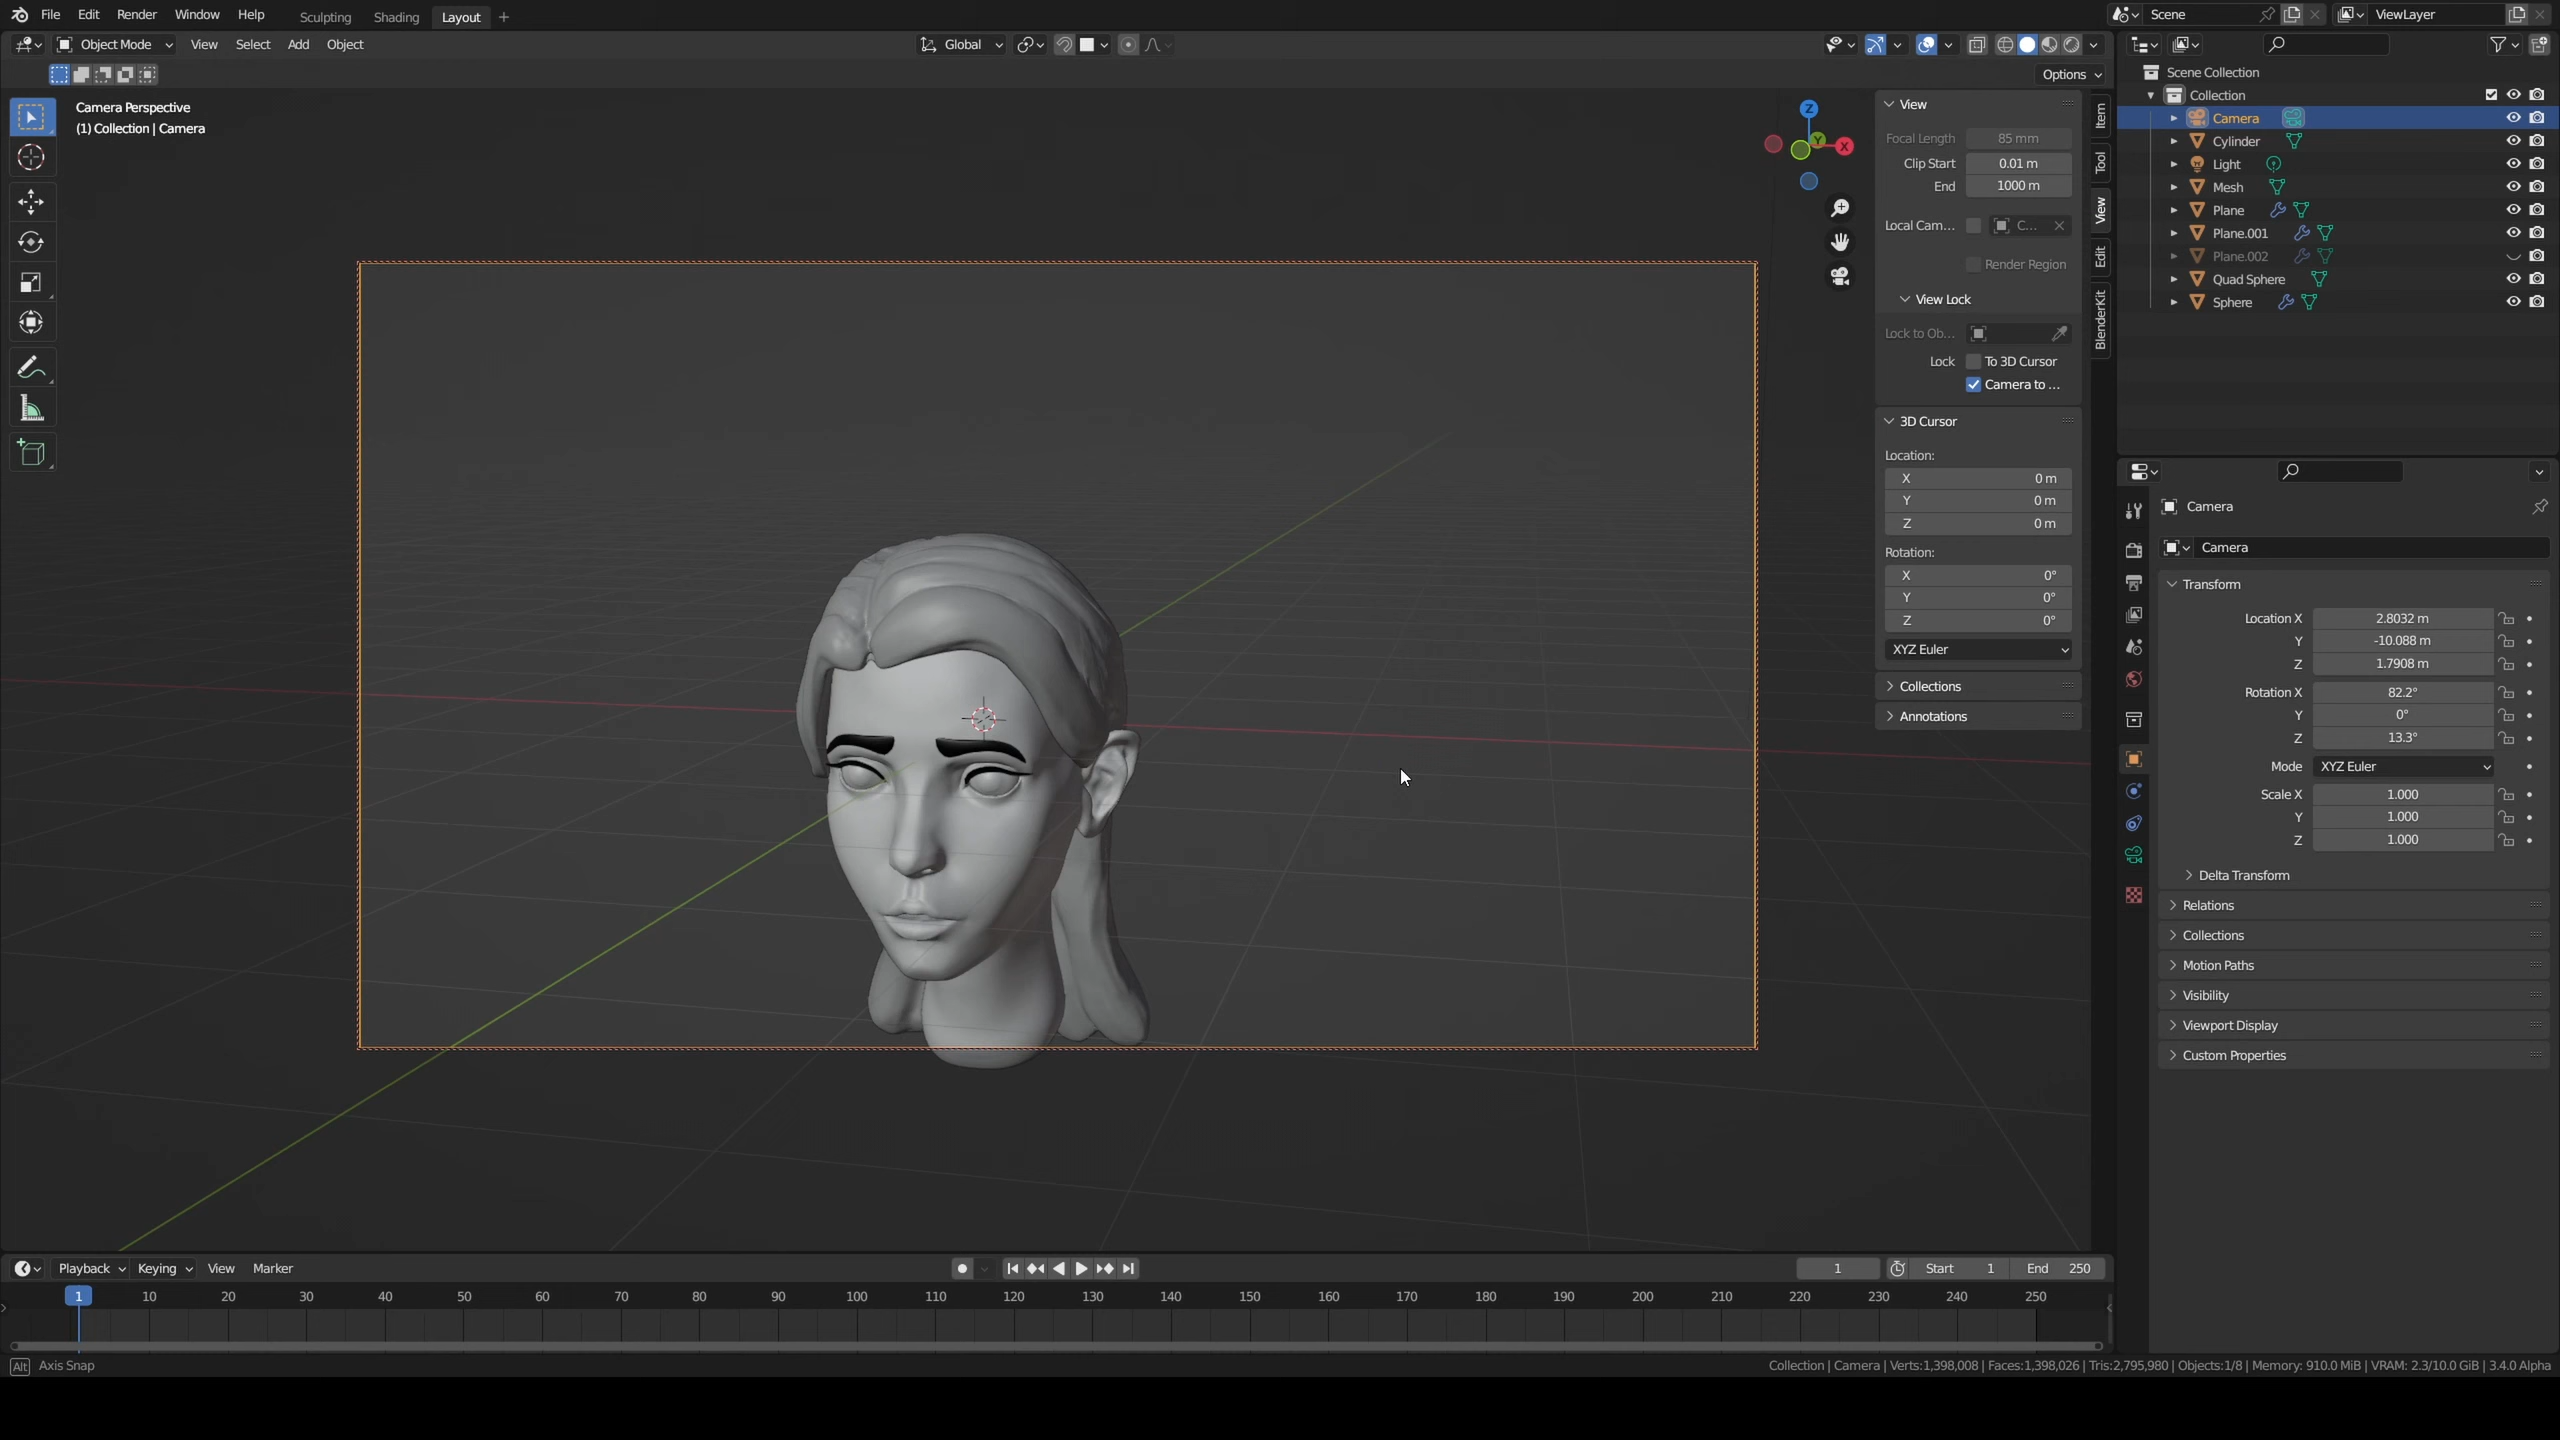 File Edit Render Window Help Sculpting Shading Layout + Scene ViewLayer
Object Mode View Select Add Object Global
Options
Camera Perspective
(1) Collection | Camera
Z
Y
X
View
Focal Length 85 mm
Clip Start 0.01 m
End 1000 m
Local Cam... C...
Render Region
View Lock
Lock to Ob...
Lock To 3D Cursor
Camera to ...
3D Cursor
Location:
X 0 m
Y 0 m
Z 0 m
Rotation:
X 0°
Y 0°
Z 0°
XYZ Euler
Collections
Annotations
Item
Tool
View
Edit
BlenderKit
Scene Collection
Collection
Camera
Cylinder
Light
Mesh
Plane
Plane.001
Plane.002
Quad Sphere
Sphere
Camera
Camera
Transform
Location X 2.8032 m
Y -10.088 m
Z 1.7908 m
Rotation X 82.2°
Y 0°
Z 13.3°
Mode XYZ Euler
Scale X 1.000
Y 1.000
Z 1.000
Delta Transform
Relations
Collections
Motion Paths
Visibility
Viewport Display
Custom Properties
Playback Keying View Marker 1 Start 1 End 250
1 10 20 30 40 50 60 70 80 90 100 110 120 130 140 150 160 170 180 190 200 210 220 230 240 250
Alt Axis Snap Collection | Camera | Verts:1,398,008 | Faces:1,398,026 | Tris:2,795,980 | Objects:1/8 | Memory: 910.0 MiB | VRAM: 2.3/10.0 GiB | 3.4.0 Alpha